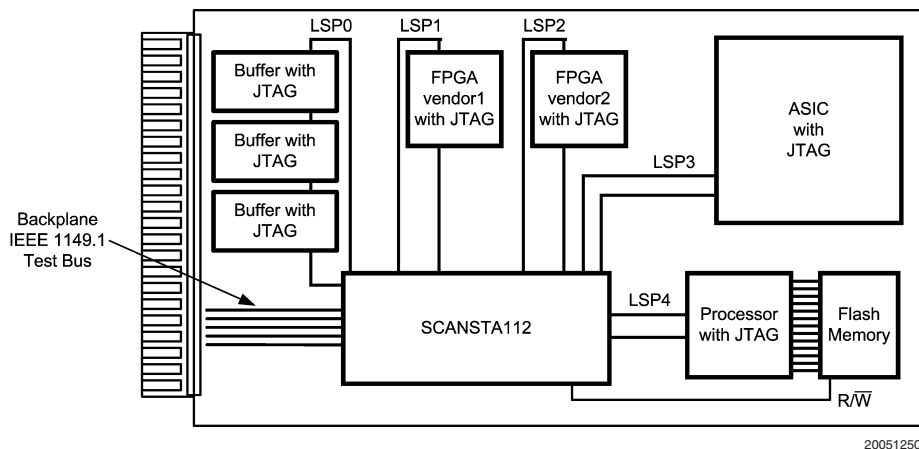 LSP0
LSP1
LSP2
Buffer with
JTAG
Buffer with
JTAG
Buffer with
JTAG
FPGA
vendor1
with JTAG
FPGA
vendor2
with JTAG
ASIC
with
JTAG
LSP3
Backplane
IEEE 1149.1
Test Bus
SCANSTA112
LSP4
Processor
with JTAG
Flash
Memory
R/W̅
20051250